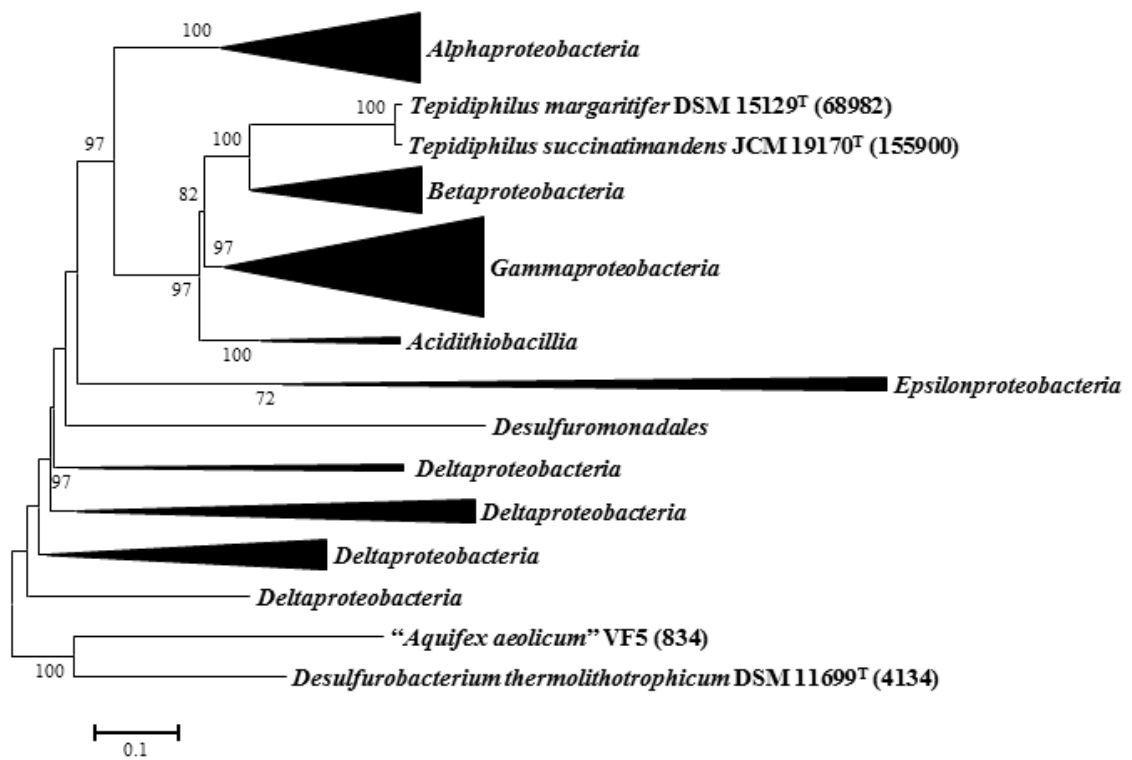 100
Alphaproteobacteria
100
Tepidiphilus margaritifer DSM 15129ᵀ (68982)
97
100
Tepidiphilus succinatimandens JCM 19170ᵀ (155900)
82
Betaproteobacteria
97
Gammaproteobacteria
97
Acidithiobacillia
100
Epsilonproteobacteria
72
Desulfuromonadales
Deltaproteobacteria
97
Deltaproteobacteria
Deltaproteobacteria
Deltaproteobacteria
“Aquifex aeolicum” VF5 (834)
100
Desulfurobacterium thermolithotrophicum DSM 11699ᵀ (4134)
0.1